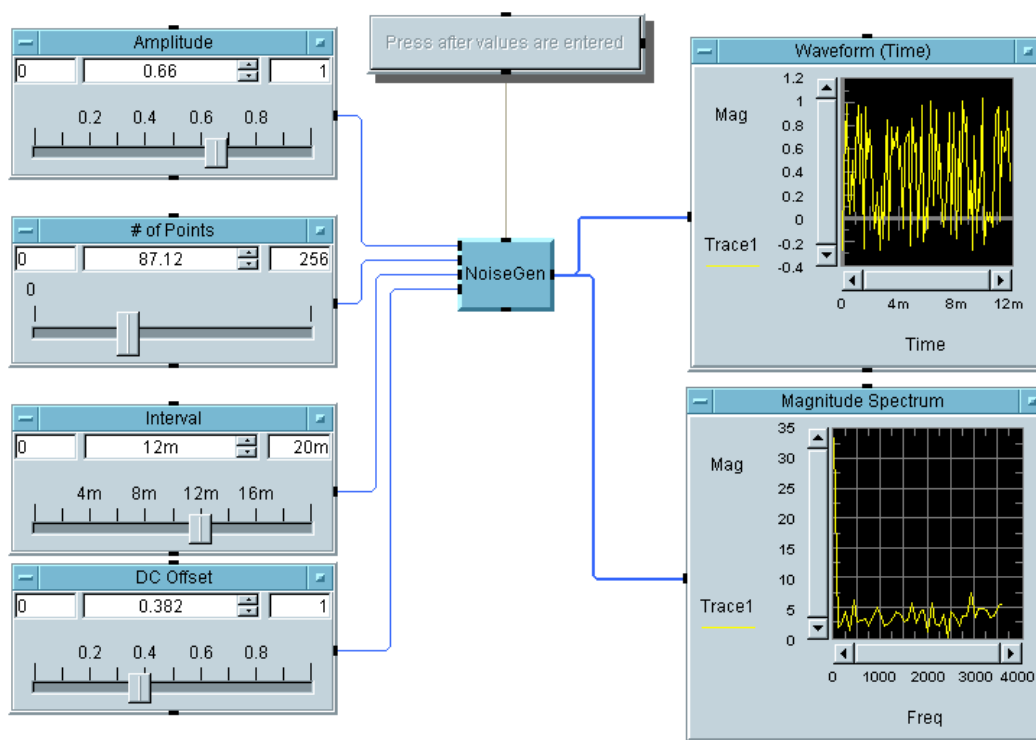 Amplitude
0 0.66 1
0.2 0.4 0.6 0.8
# of Points
0 87.12 256
0
Interval
0 12m 20m
4m 8m 12m 16m
DC Offset
0 0.382 1
0.2 0.4 0.6 0.8
Press after values are entered
NoiseGen
Waveform (Time)
Mag
Trace1
1.2
1
0.8
0.6
0.4
0.2
0
-0.2
-0.4
0 4m 8m 12m
Time
Magnitude Spectrum
Mag
Trace1
35
30
25
20
15
10
5
0
0 1000 2000 3000 4000
Freq